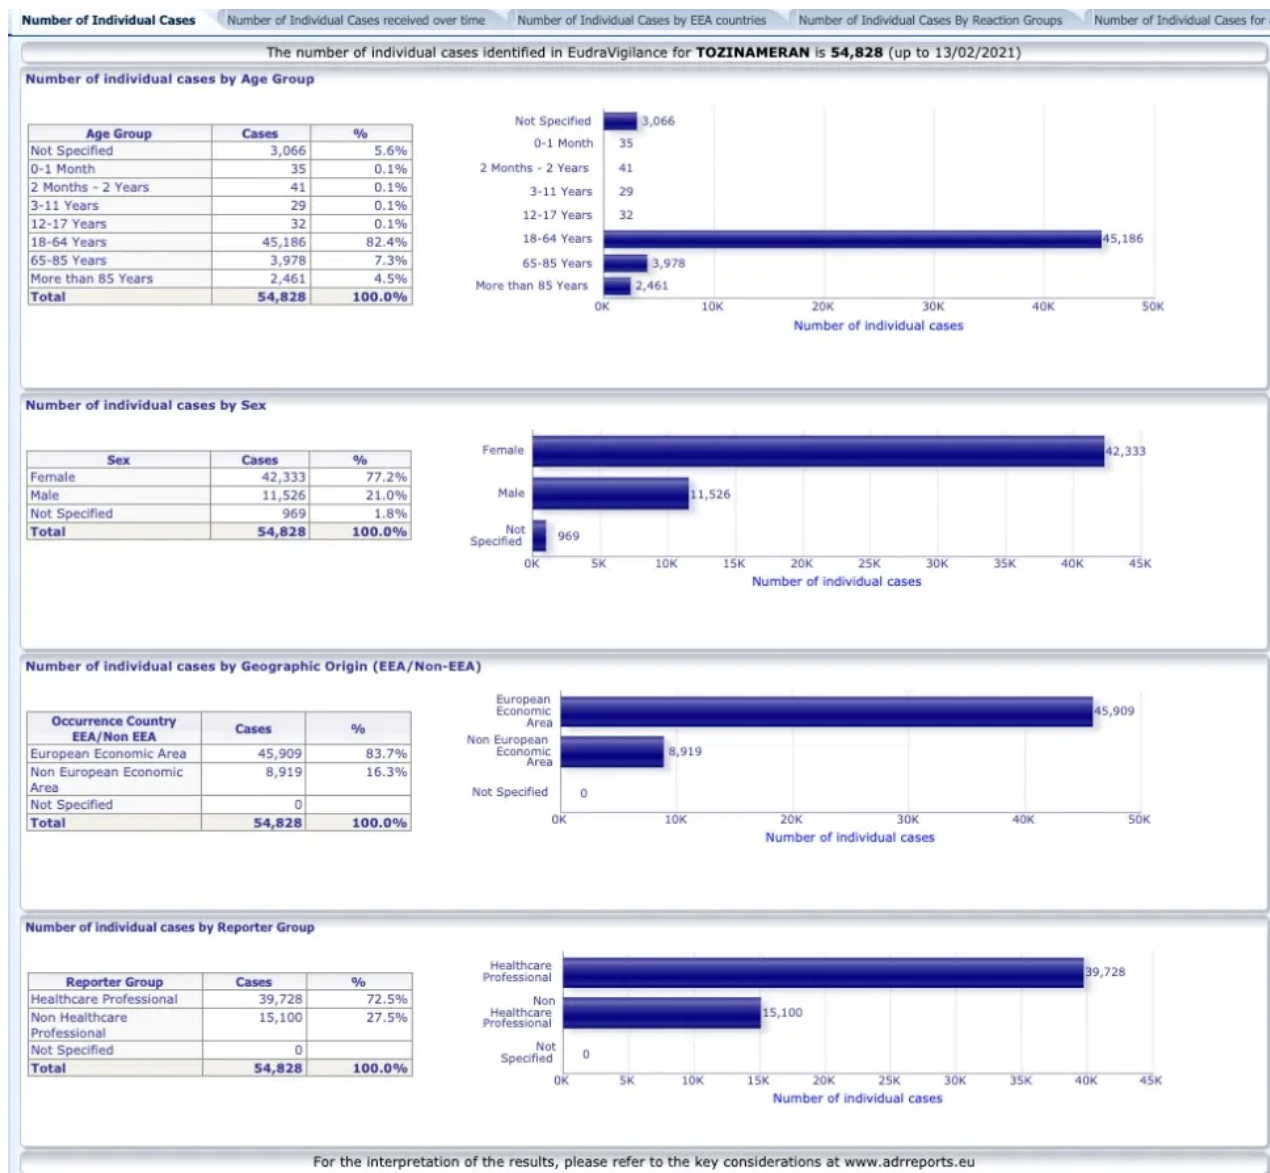 Number of Individual Cases
Number of Individual Cases received over time
Number of Individual Cases by EEA countries
Number of Individual Cases By Reaction Groups
Number of Individual Cases for
The number of individual cases identified in EudraVigilance for TOZINAMERAN is 54,828 (up to 13/02/2021)
Number of individual cases by Age Group
Age Group Cases %
Not Specified 3,066 5.6%
0-1 Month 35 0.1%
2 Months - 2 Years 41 0.1%
3-11 Years 29 0.1%
12-17 Years 32 0.1%
18-64 Years 45,186 82.4%
65-85 Years 3,978 7.3%
More than 85 Years 2,461 4.5%
Total 54,828 100.0%
Not Specified 3,066
0-1 Month 35
2 Months - 2 Years 41
3-11 Years 29
12-17 Years 32
18-64 Years 45,186
65-85 Years 3,978
More than 85 Years 2,461
0K 10K 20K 30K 40K 50K
Number of individual cases
Number of individual cases by Sex
Sex Cases %
Female 42,333 77.2%
Male 11,526 21.0%
Not Specified 969 1.8%
Total 54,828 100.0%
Female 42,333
Male 11,526
Not
Specified 969
0K 5K 10K 15K 20K 25K 30K 35K 40K 45K
Number of individual cases
Number of individual cases by Geographic Origin (EEA/Non-EEA)
Occurrence Country
EEA/Non EEA Cases %
European Economic Area 45,909 83.7%
Non European Economic 8,919 16.3%
Area
Not Specified 0
Total 54,828 100.0%
European
Economic
Area 45,909
Non European
Economic
Area 8,919
Not Specified 0
0K 10K 20K 30K 40K 50K
Number of individual cases
Number of individual cases by Reporter Group
Reporter Group Cases %
Healthcare Professional 39,728 72.5%
Non Healthcare 15,100 27.5%
Professional
Not Specified 0
Total 54,828 100.0%
Healthcare
Professional 39,728
Non
Healthcare
Professional 15,100
Not
Specified 0
0K 5K 10K 15K 20K 25K 30K 35K 40K 45K
Number of individual cases
For the interpretation of the results, please refer to the key considerations at www.adrreports.eu